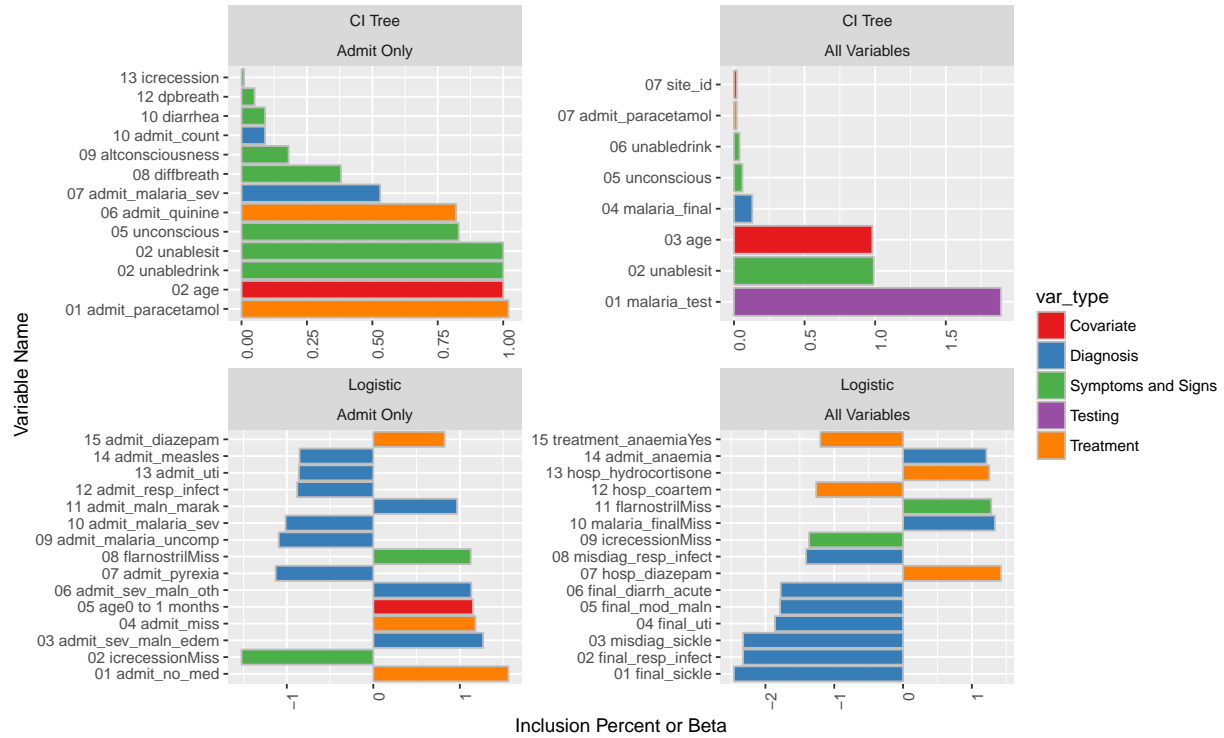 CI Tree
Admit Only
13 icrecession
12 dpbreath
10 diarrhea
10 admit_count
09 altconsciousness
08 diffbreath
07 admit_malaria_sev
06 admit_quinine
05 unconscious
02 unablesit
02 unabledrink
02 age
01 admit_paracetamol
0.00
0.25
0.50
0.75
1.00
CI Tree
All Variables
07 site_id
07 admit_paracetamol
06 unabledrink
05 unconscious
04 malaria_final
03 age
02 unablesit
01 malaria_test
0.0
0.5
1.0
1.5
Logistic
Admit Only
15 admit_diazepam
14 admit_measles
13 admit_uti
12 admit_resp_infect
11 admit_maln_marak
10 admit_malaria_sev
09 admit_malaria_uncomp
08 flarnostrilMiss
07 admit_pyrexia
06 admit_sev_maln_oth
05 age0 to 1 months
04 admit_miss
03 admit_sev_maln_edem
02 icrecessionMiss
01 admit_no_med
−1
0
1
Logistic
All Variables
15 treatment_anaemiaYes
14 admit_anaemia
13 hosp_hydrocortisone
12 hosp_coartem
11 flarnostrilMiss
10 malaria_finalMiss
09 icrecessionMiss
08 misdiag_resp_infect
07 hosp_diazepam
06 final_diarrh_acute
05 final_mod_maln
04 final_uti
03 misdiag_sickle
02 final_resp_infect
01 final_sickle
−2
−1
0
1
Variable Name
Inclusion Percent or Beta
var_type
Covariate
Diagnosis
Symptoms and Signs
Testing
Treatment